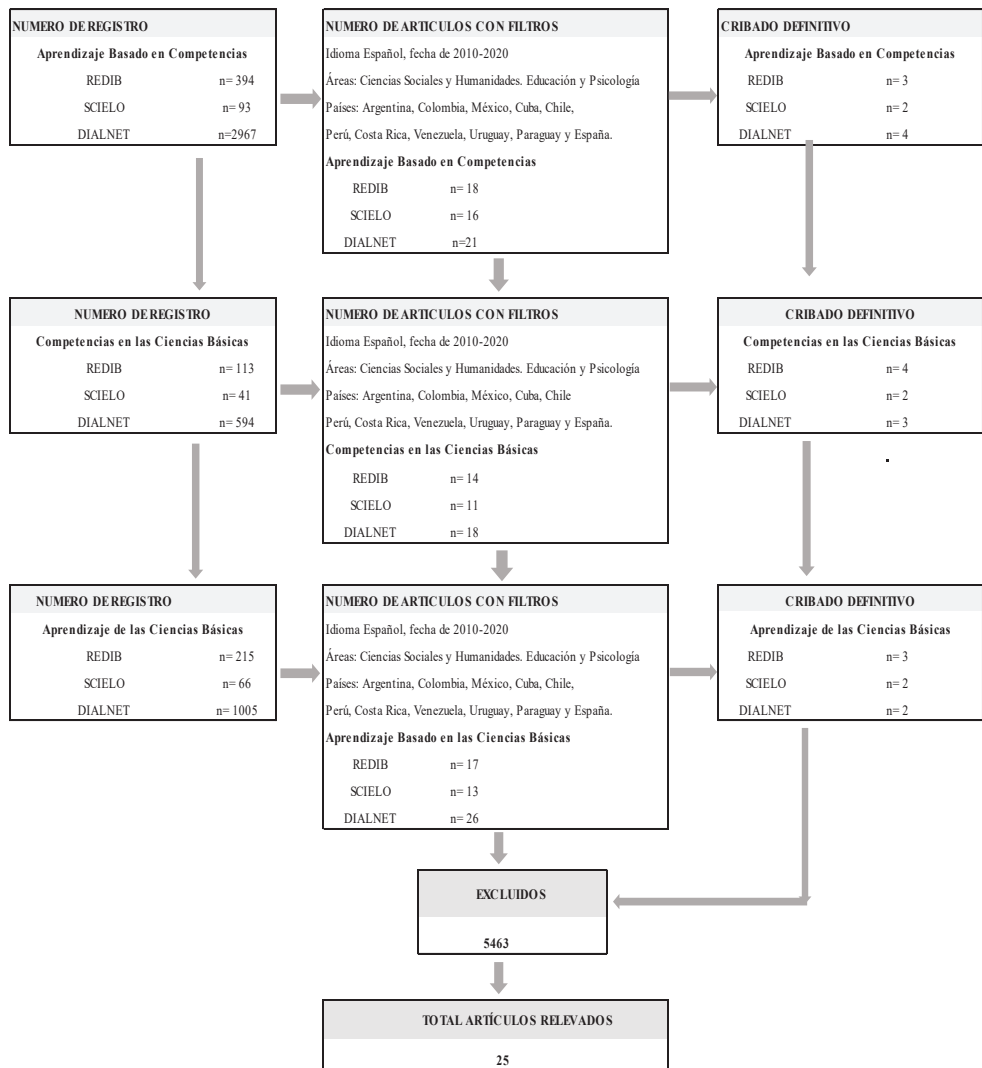 NUMERO DE REGISTRO
Aprendizaje Basado en Competencias
REDIB n= 394
SCIELO n= 93
DIALNET n=2967
NUMERO DE ARTICULOS CON FILTROS
Idioma Español, fecha de 2010-2020
Áreas: Ciencias Sociales y Humanidades. Educación y Psicología
Países: Argentina, Colombia, México, Cuba, Chile,
Perú, Costa Rica, Venezuela, Uruguay, Paraguay y España.
Aprendizaje Basado en Competencias
REDIB n= 18
SCIELO n= 16
DIALNET n=21
CRIBADO DEFINITIVO
Aprendizaje Basado en Competencias
REDIB n= 3
SCIELO n= 2
DIALNET n= 4
NUMERO DE REGISTRO
Competencias en las Ciencias Básicas
REDIB n= 113
SCIELO n= 41
DIALNET n= 594
NUMERO DE ARTICULOS CON FILTROS
Idioma Español, fecha de 2010-2020
Áreas: Ciencias Sociales y Humanidades. Educación y Psicología
Países: Argentina, Colombia, México, Cuba, Chile
Perú, Costa Rica, Venezuela, Uruguay, Paraguay y España.
Competencias en las Ciencias Básicas
REDIB n= 14
SCIELO n= 11
DIALNET n= 18
CRIBADO DEFINITIVO
Competencias en las Ciencias Básicas
REDIB n= 4
SCIELO n= 2
DIALNET n= 3
.
NUMERO DE REGISTRO
Aprendizaje de las Ciencias Básicas
REDIB n= 215
SCIELO n= 66
DIALNET n= 1005
NUMERO DE ARTICULOS CON FILTROS
Idioma Español, fecha de 2010-2020
Áreas: Ciencias Sociales y Humanidades. Educación y Psicología
Países: Argentina, Colombia, México, Cuba, Chile,
Perú, Costa Rica, Venezuela, Uruguay, Paraguay y España.
Aprendizaje Basado en las Ciencias Básicas
REDIB n= 17
SCIELO n= 13
DIALNET n= 26
CRIBADO DEFINITIVO
Aprendizaje de las Ciencias Básicas
REDIB n= 3
SCIELO n= 2
DIALNET n= 2
EXCLUIDOS
5463
TOTAL ARTÍCULOS RELEVADOS
25